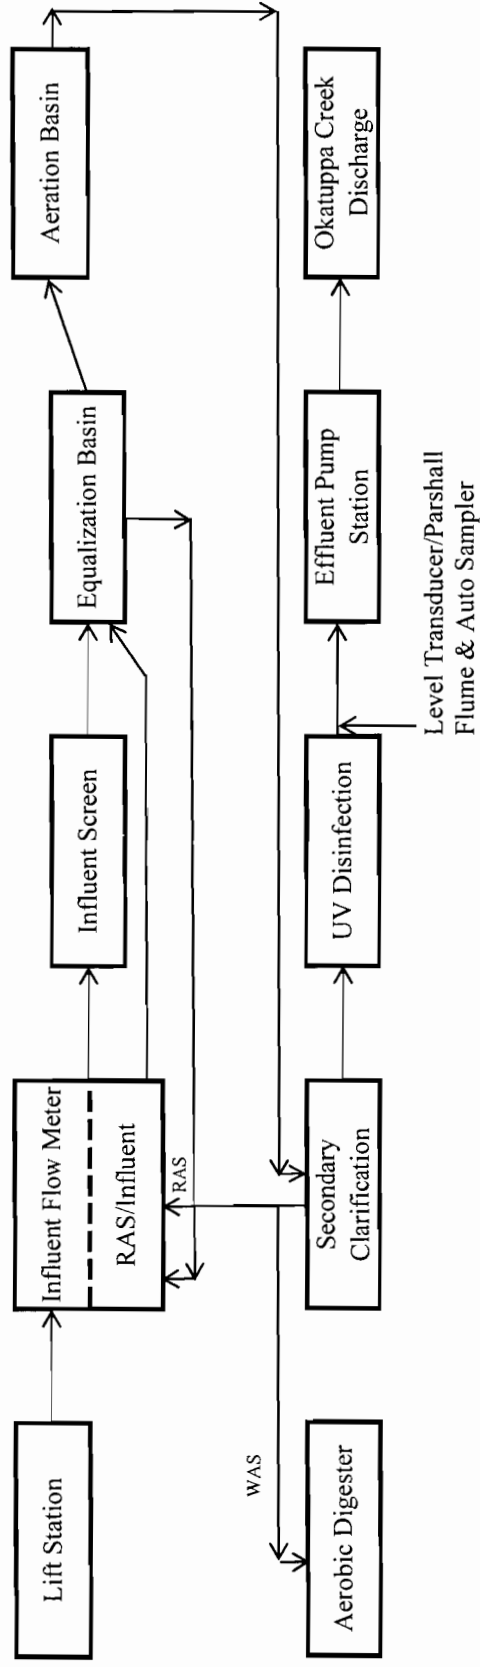 Lift Station
Influent Flow Meter
RAS/Influent
Influent Screen
Equalization Basin
Aeration Basin
RAS
WAS
Aerobic Digester
Secondary
Clarification
UV Disinfection
Effluent Pump
Station
Okatuppa Creek
Discharge
Level Transducer/Parshall
Flume & Auto Sampler